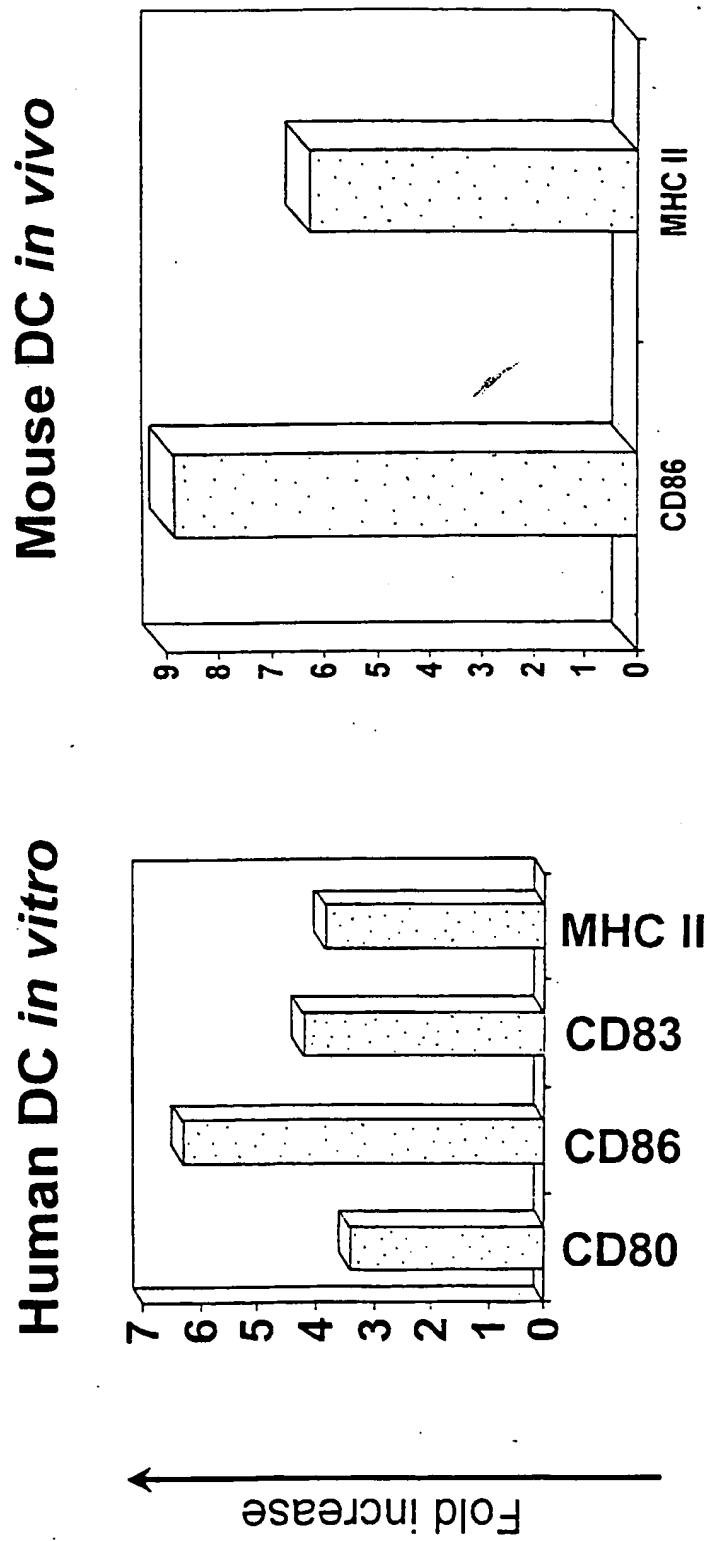 Human DC in vitro
Fold increase
7
6
5
4
3
2
1
0
CD80
CD86
CD83
MHC II
Mouse DC in vivo
9
8
7
6
5
4
3
2
1
0
CD86
MHC II